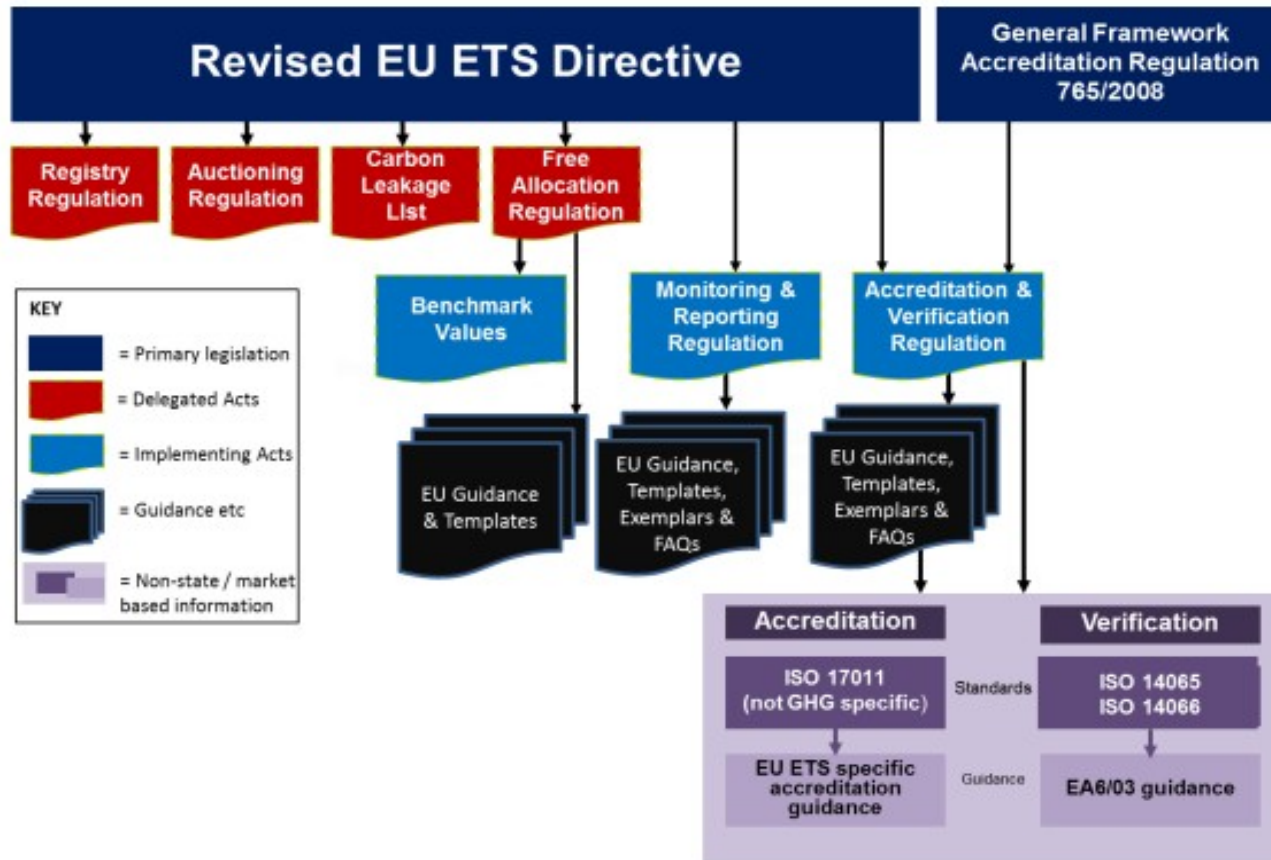 Revised EU ETS Directive
General Framework
Accreditation Regulation
765/2008
Registry
Regulation
Auctioning
Regulation
Carbon
Leakage
LIst
Free
Allocation
Regulation
Benchmark
Values
Monitoring &
Reporting
Regulation
Accreditation &
Verification
Regulation
KEY
= Primary legislation
= Delegated Acts
= Implementing Acts
= Guidance etc
= Non-state / market
based information
EU Guidance
& Templates
EU Guidance,
Templates,
Exemplars &
FAQs
EU Guidance,
Templates,
Exemplars &
FAQs
Accreditation
Verification
ISO 17011
(not GHG specific)
Standards
ISO 14065
ISO 14066
EU ETS specific
accreditation
guidance
Guidance
EA6/03 guidance